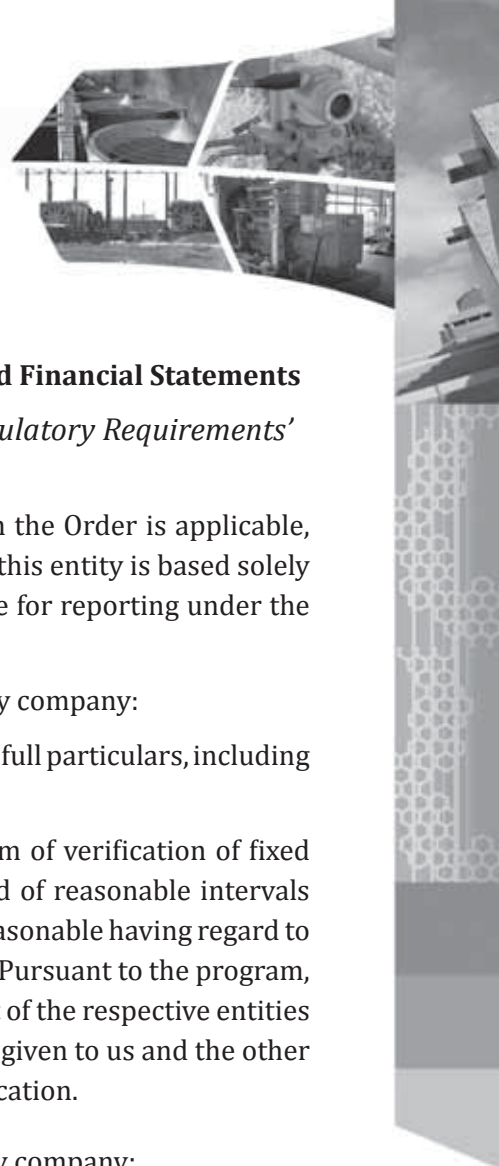 d Financial Statements
ulatory Requirements’
n the Order is applicable,
this entity is based solely
e for reporting under the
y company:
full particulars, including
m of verification of fixed
d of reasonable intervals
asonable having regard to
Pursuant to the program,
t of the respective entities
given to us and the other
cation.
y company: